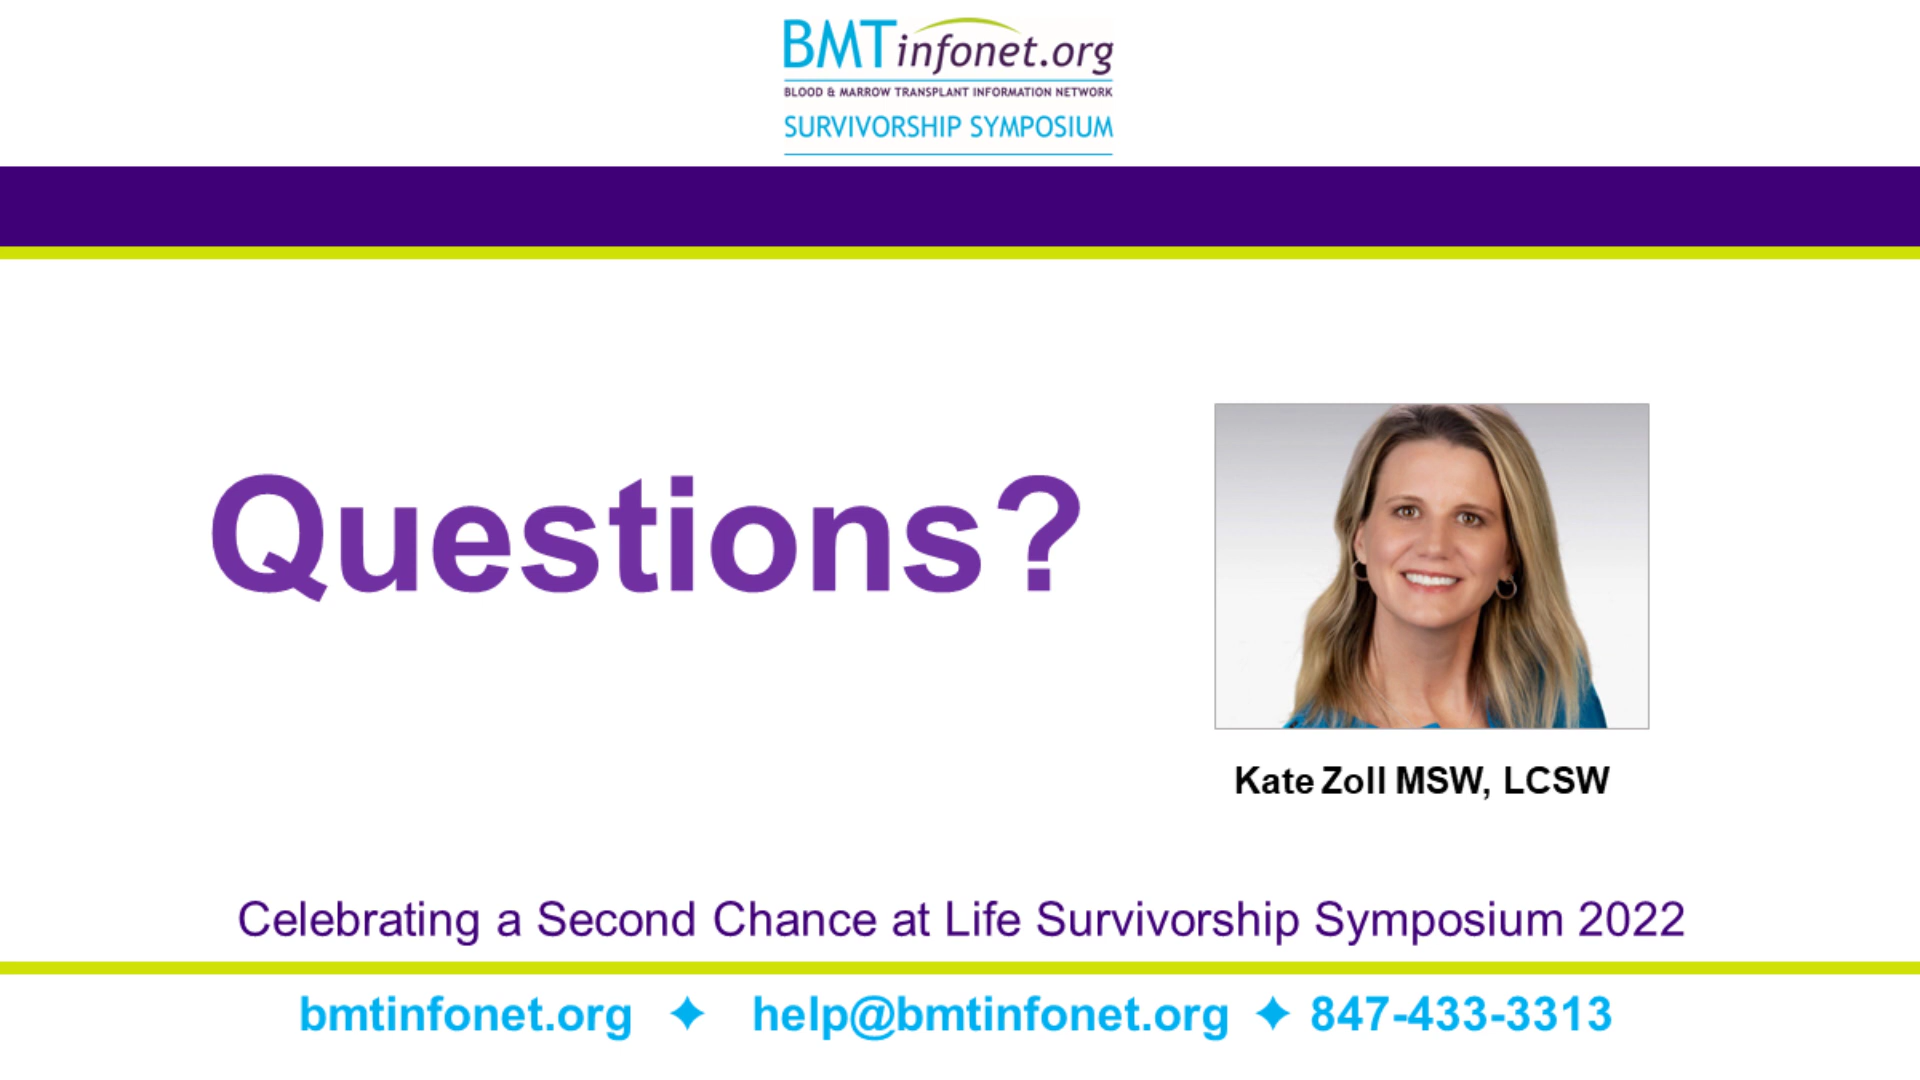 BMTinfonet.org
BLOOD & MARROW TRANSPLANT INFORMATION NETWORK
SURVIVORSHIP SYMPOSIUM
Questions?
Kate Zoll MSW, LCSW
Celebrating a Second Chance at Life Survivorship Symposium 2022
bmtinfonet.org ✦ help@bmtinfonet.org ✦ 847-433-3313